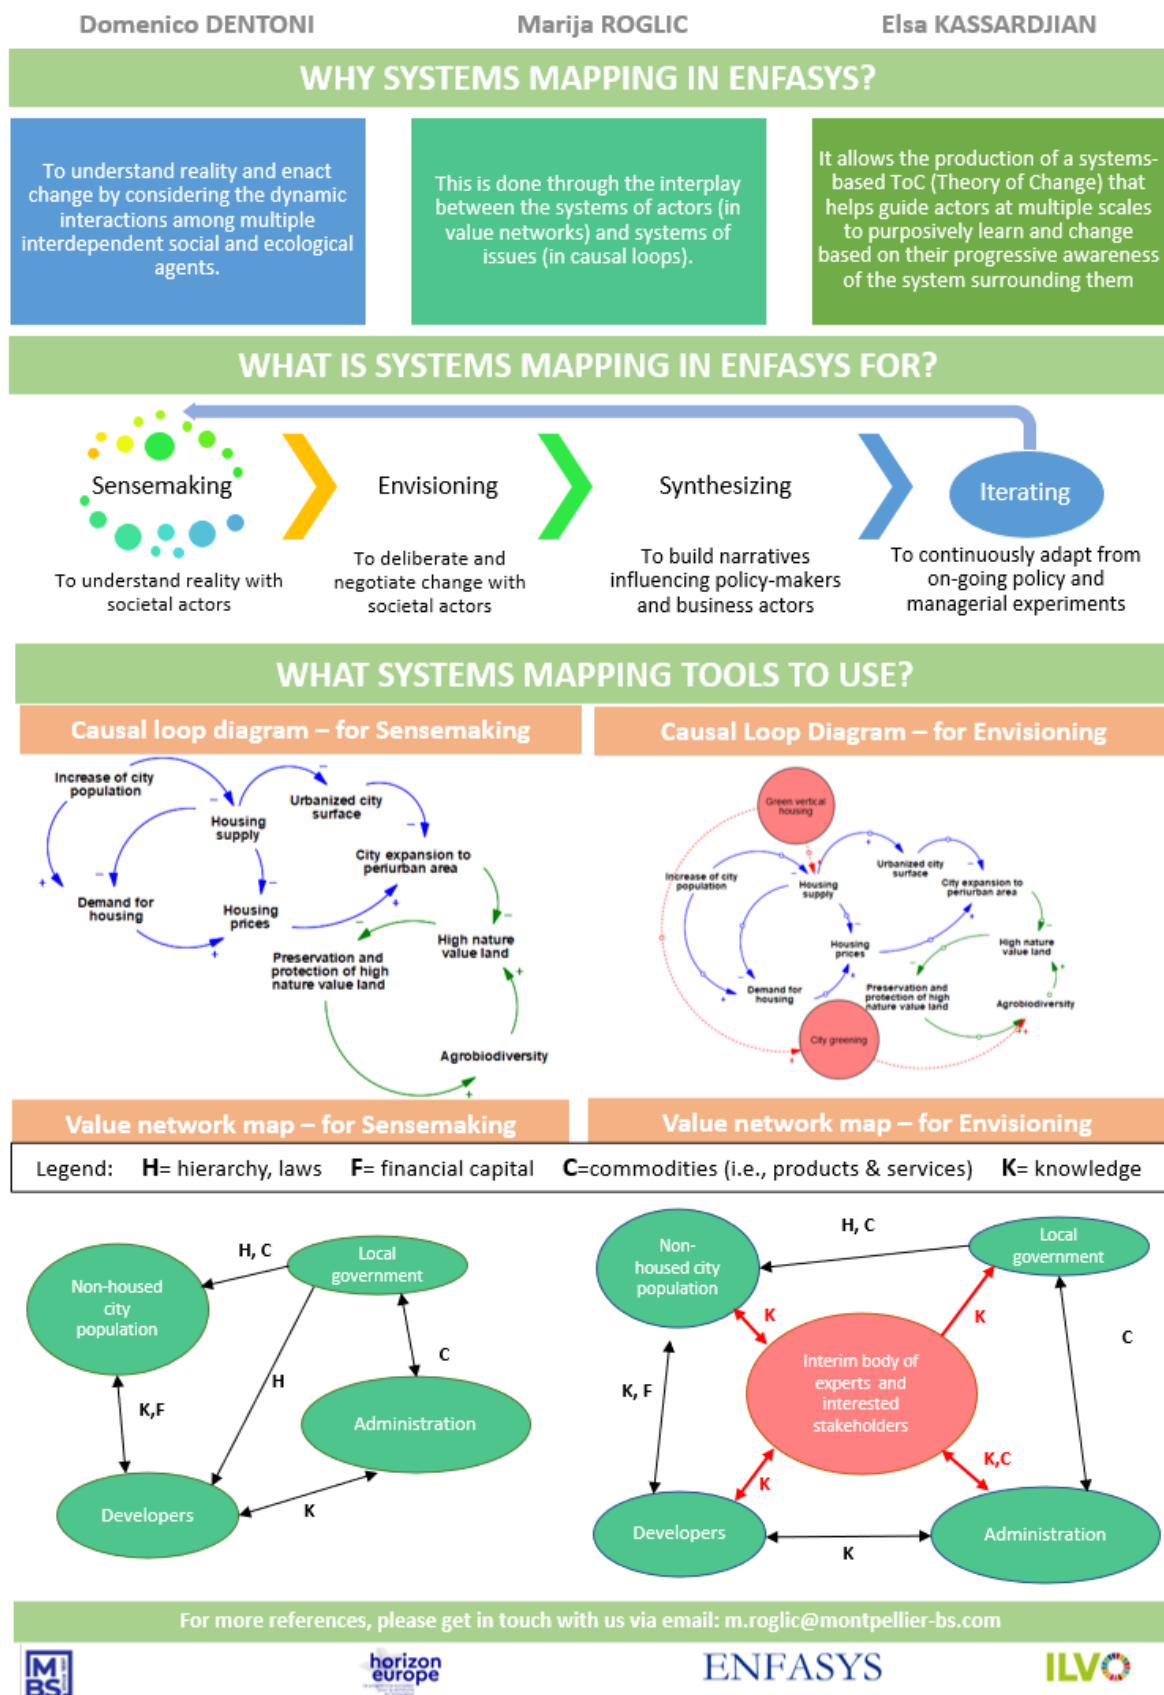 Domenico DENTONI
Marija ROGLIC
Elsa KASSARDJIAN
WHY SYSTEMS MAPPING IN ENFASYS?
To understand reality and enact
change by considering the dynamic
interactions among multiple
interdependent social and ecological
agents.
This is done through the interplay
between the systems of actors (in
value networks) and systems of
issues (in causal loops).
It allows the production of a systems-
based ToC (Theory of Change) that
helps guide actors at multiple scales
to purposively learn and change
based on their progressive awareness
of the system surrounding them
WHAT IS SYSTEMS MAPPING IN ENFASYS FOR?
Sensemaking
Envisioning
Synthesizing
Iterating
To understand reality with
societal actors
To deliberate and
negotiate change with
societal actors
To build narratives
influencing policy-makers
and business actors
To continuously adapt from
on-going policy and
managerial experiments
WHAT SYSTEMS MAPPING TOOLS TO USE?
Causal loop diagram – for Sensemaking
Increase of city
population
Housing
supply
Urbanized city
surface
City expansion to
periurban area
Demand for
housing
Housing
prices
High nature
value land
Preservation and
protection of high
nature value land
Agrobiodiversity
Causal Loop Diagram – for Envisioning
Green vertical
housing
Increase of city
population
Housing
supply
Urbanized city
surface
City expansion to
periurban area
Housing
prices
High nature
value land
Demand for
housing
Preservation and
protection of high
nature value land
Agrobiodiversity
City greening
Value network map – for Sensemaking
Value network map – for Envisioning
Legend: H= hierarchy, laws F= financial capital C=commodities (i.e., products & services) K= knowledge
Non-housed
city
population
H, C
Local
government
H
C
K,F
Administration
Developers
K
Non-
housed city
population
H, C
Local
government
K
K
C
Interim body of
experts and
interested
stakeholders
K, F
K
K,C
Developers
K
Administration
For more references, please get in touch with us via email: m.roglic@montpellier-bs.com
MBS
horizon
europe
ENFASYS
ILVO